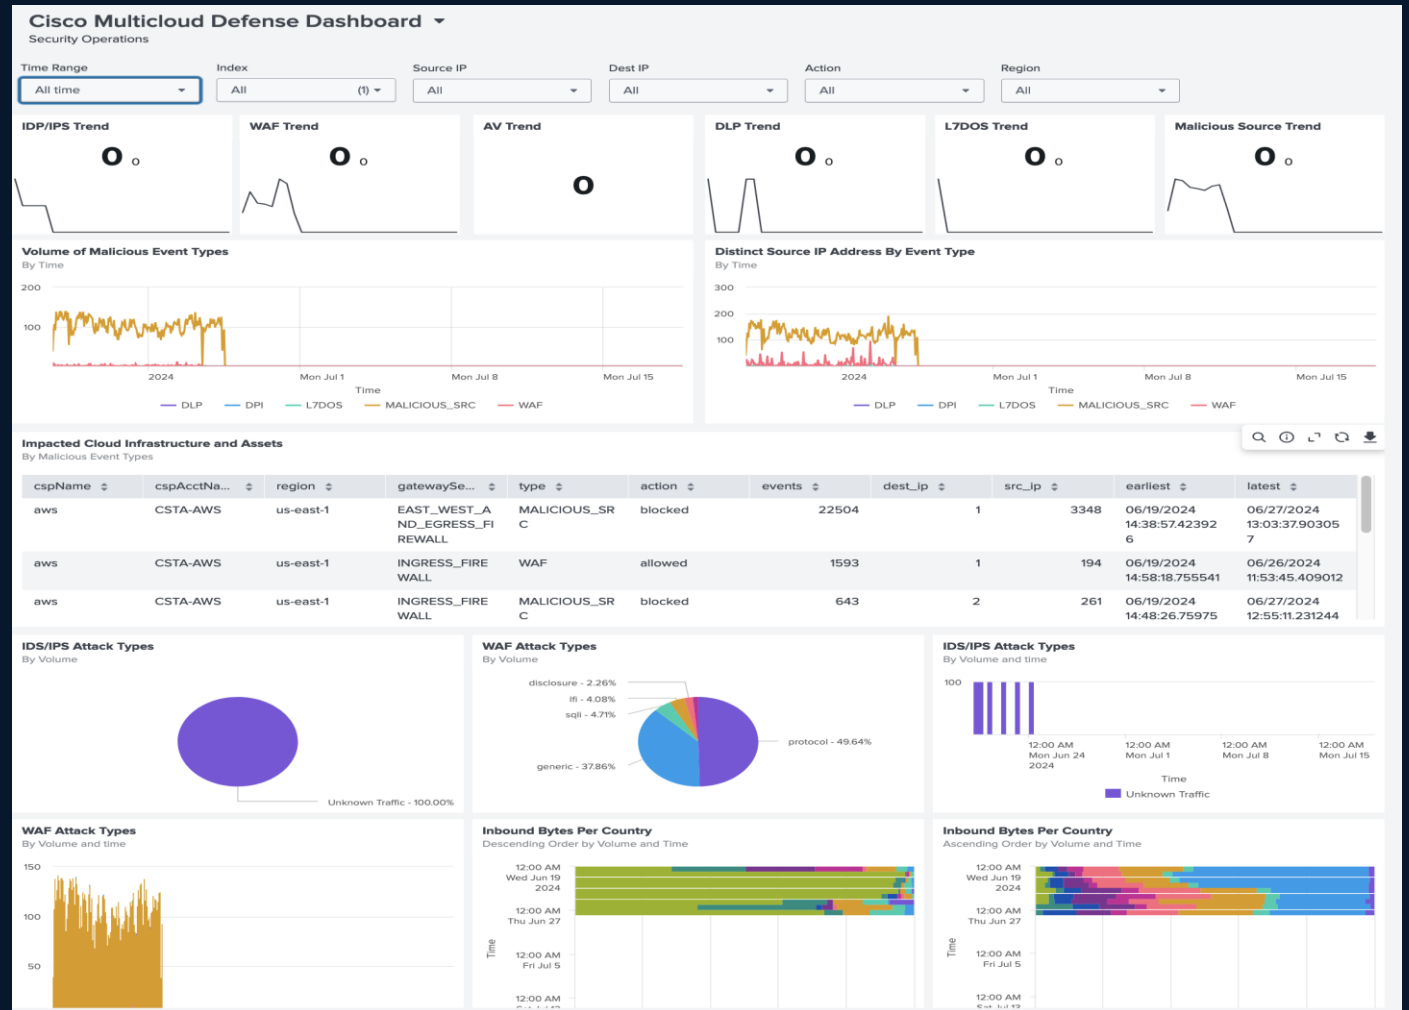 Cisco Multicloud Defense Dashboard
Security Operations
Time Range
Index
Source IP
Dest IP
Action
Region
All time
All (1)
All
All
All
All
IDP/IPS Trend
WAF Trend
AV Trend
DLP Trend
L7DOS Trend
Malicious Source Trend
0 0
0 0
0
0 0
0 0
0 0
Volume of Malicious Event Types
By Time
200
100
2024
Mon Jul 1
Mon Jul 8
Mon Jul 15
Time
DLP DPI L7DOS MALICIOUS_SRC WAF
Distinct Source IP Address By Event Type
By Time
300
200
100
2024
Mon Jul 1
Mon Jul 8
Mon Jul 15
Time
DLP DPI L7DOS MALICIOUS_SRC WAF
Impacted Cloud Infrastructure and Assets
By Malicious Event Types
cspName cspAcctNa... region gatewaySe... type action events dest_ip src_ip earliest latest
aws CSTA-AWS us-east-1 EAST_WEST_A MALICIOUS_SR blocked 22504 1 3348 06/19/2024 06/27/2024
ND_EGRESS_FI C 14:38:57.42392 13:03:37.90305
REWALL 6 7
aws CSTA-AWS us-east-1 INGRESS_FIRE WAF allowed 1593 1 194 06/19/2024 06/26/2024
WALL 14:58:18.755541 11:53:45.409012
aws CSTA-AWS us-east-1 INGRESS_FIRE MALICIOUS_SR blocked 643 2 261 06/19/2024 06/27/2024
WALL C 14:48:26.75975 12:55:11.231244
IDS/IPS Attack Types
By Volume
Unknown Traffic - 100.00%
WAF Attack Types
By Volume
disclosure - 2.26%
lfi - 4.08%
sqli - 4.71%
protocol - 49.64%
generic - 37.86%
IDS/IPS Attack Types
By Volume and time
100
12:00 AM 12:00 AM 12:00 AM 12:00 AM
Mon Jun 24 Mon Jul 1 Mon Jul 8 Mon Jul 15
2024
Time
Unknown Traffic
WAF Attack Types
By Volume and time
150
100
50
Inbound Bytes Per Country
Descending Order by Volume and Time
12:00 AM
Wed Jun 19
2024
12:00 AM
Thu Jun 27
Time
12:00 AM
Fri Jul 5
12:00 AM
Inbound Bytes Per Country
Ascending Order by Volume and Time
12:00 AM
Wed Jun 19
2024
12:00 AM
Thu Jun 27
Time
12:00 AM
Fri Jul 5
12:00 AM
Sat Jul 13